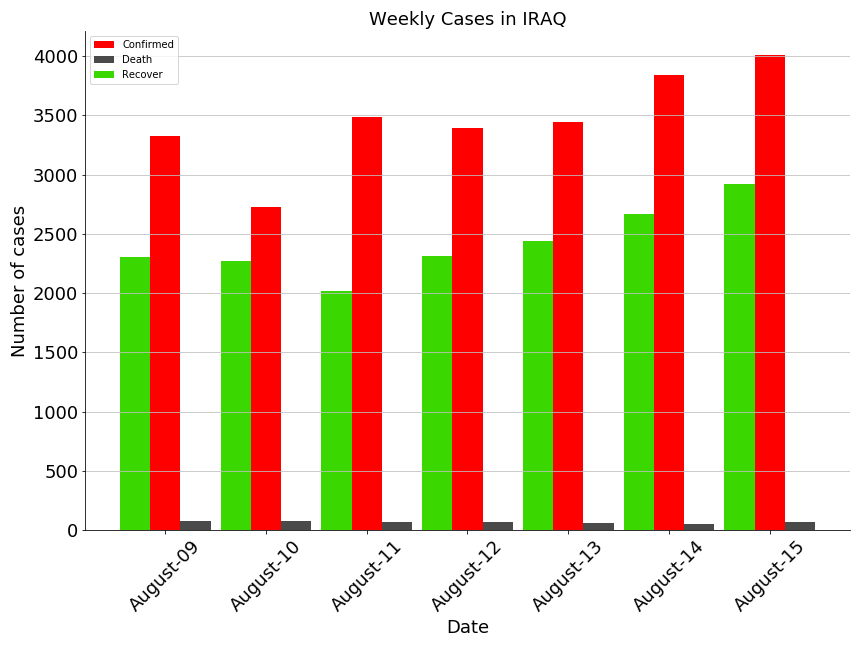 Weekly Cases in IRAQ
Confirmed
Death
Recover
Number of cases
4000
3500
3000
2500
2000
1500
1000
500
0
August-09
August-10
August-11
August-12
August-13
August-14
August-15
Date